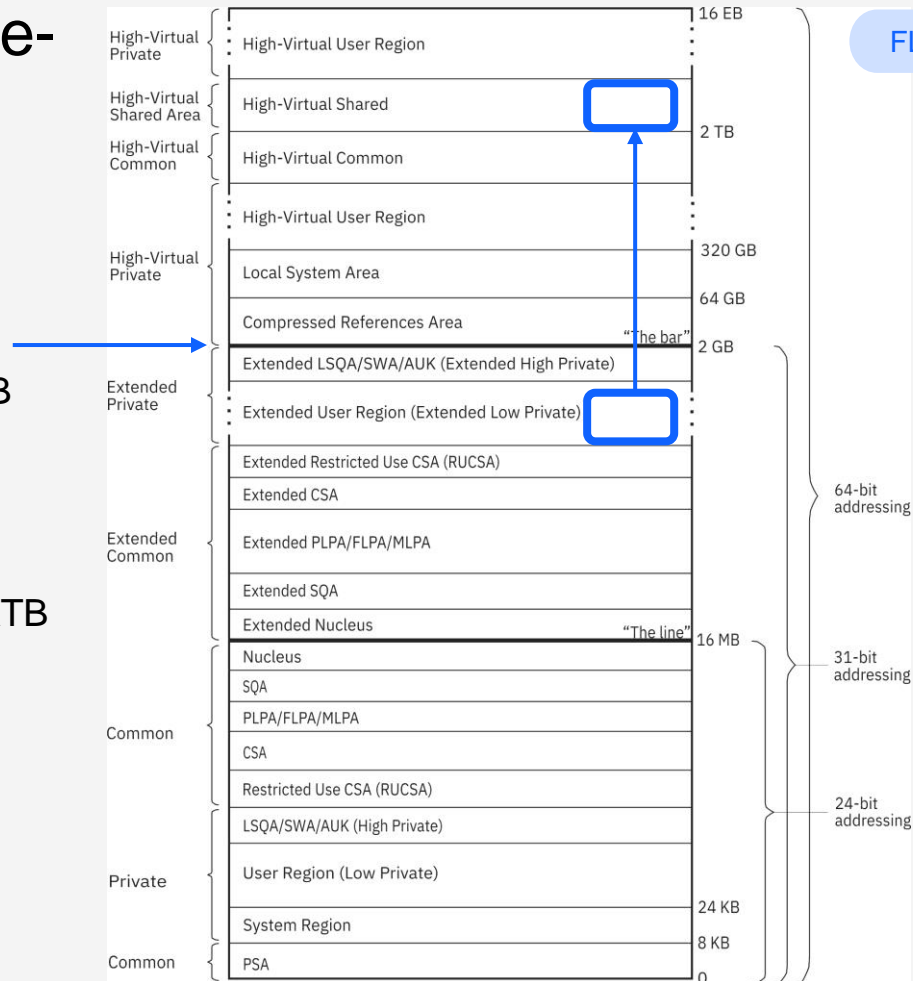 e-
FL
B
TB
16 EB
High-Virtual
Private
High-Virtual User Region
High-Virtual
Shared Area
High-Virtual Shared
2 TB
High-Virtual
Common
High-Virtual Common
High-Virtual User Region
320 GB
High-Virtual
Private
Local System Area
64 GB
Compressed References Area
"The bar"
2 GB
Extended LSQA/SWA/AUK (Extended High Private)
Extended
Private
Extended User Region (Extended Low Private)
Extended Restricted Use CSA (RUCSA)
Extended CSA
64-bit
addressing
Extended
Common
Extended PLPA/FLPA/MLPA
Extended SQA
Extended Nucleus
"The line"
16 MB
Nucleus
31-bit
addressing
SQA
PLPA/FLPA/MLPA
Common
CSA
Restricted Use CSA (RUCSA)
24-bit
addressing
LSQA/SWA/AUK (High Private)
Private
User Region (Low Private)
24 KB
System Region
8 KB
Common
PSA
0